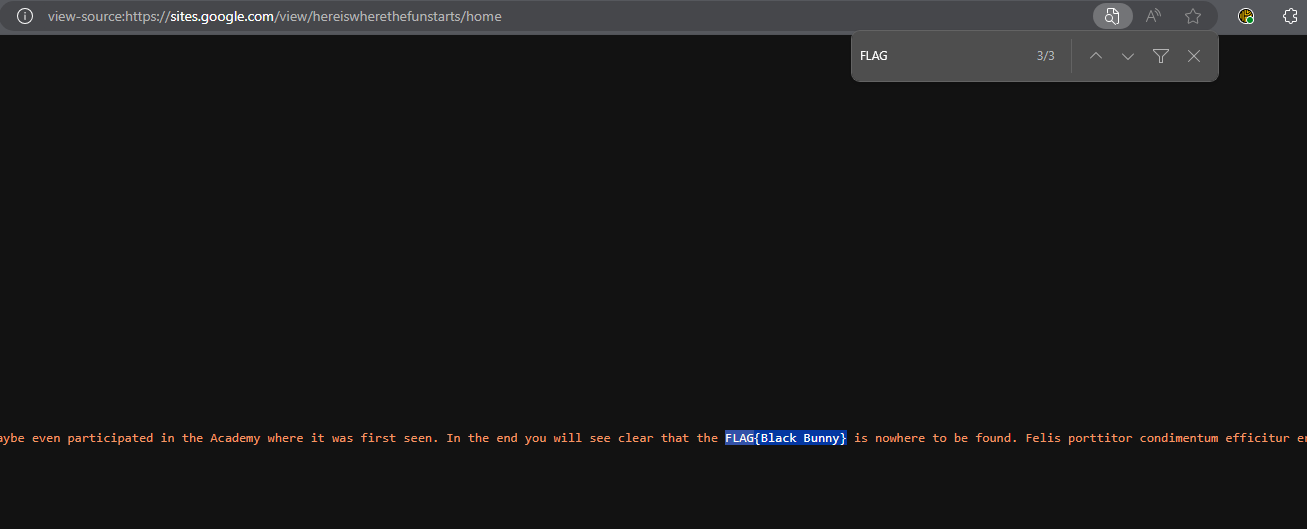 view-source:https://sites.google.com/view/hereiswherethefunstarts/home
FLAG 3/3
aybe even participated in the Academy where it was first seen. In the end you will see clear that the FLAG{Black Bunny} is nowhere to be found. Felis porttitor condimentum efficitur e